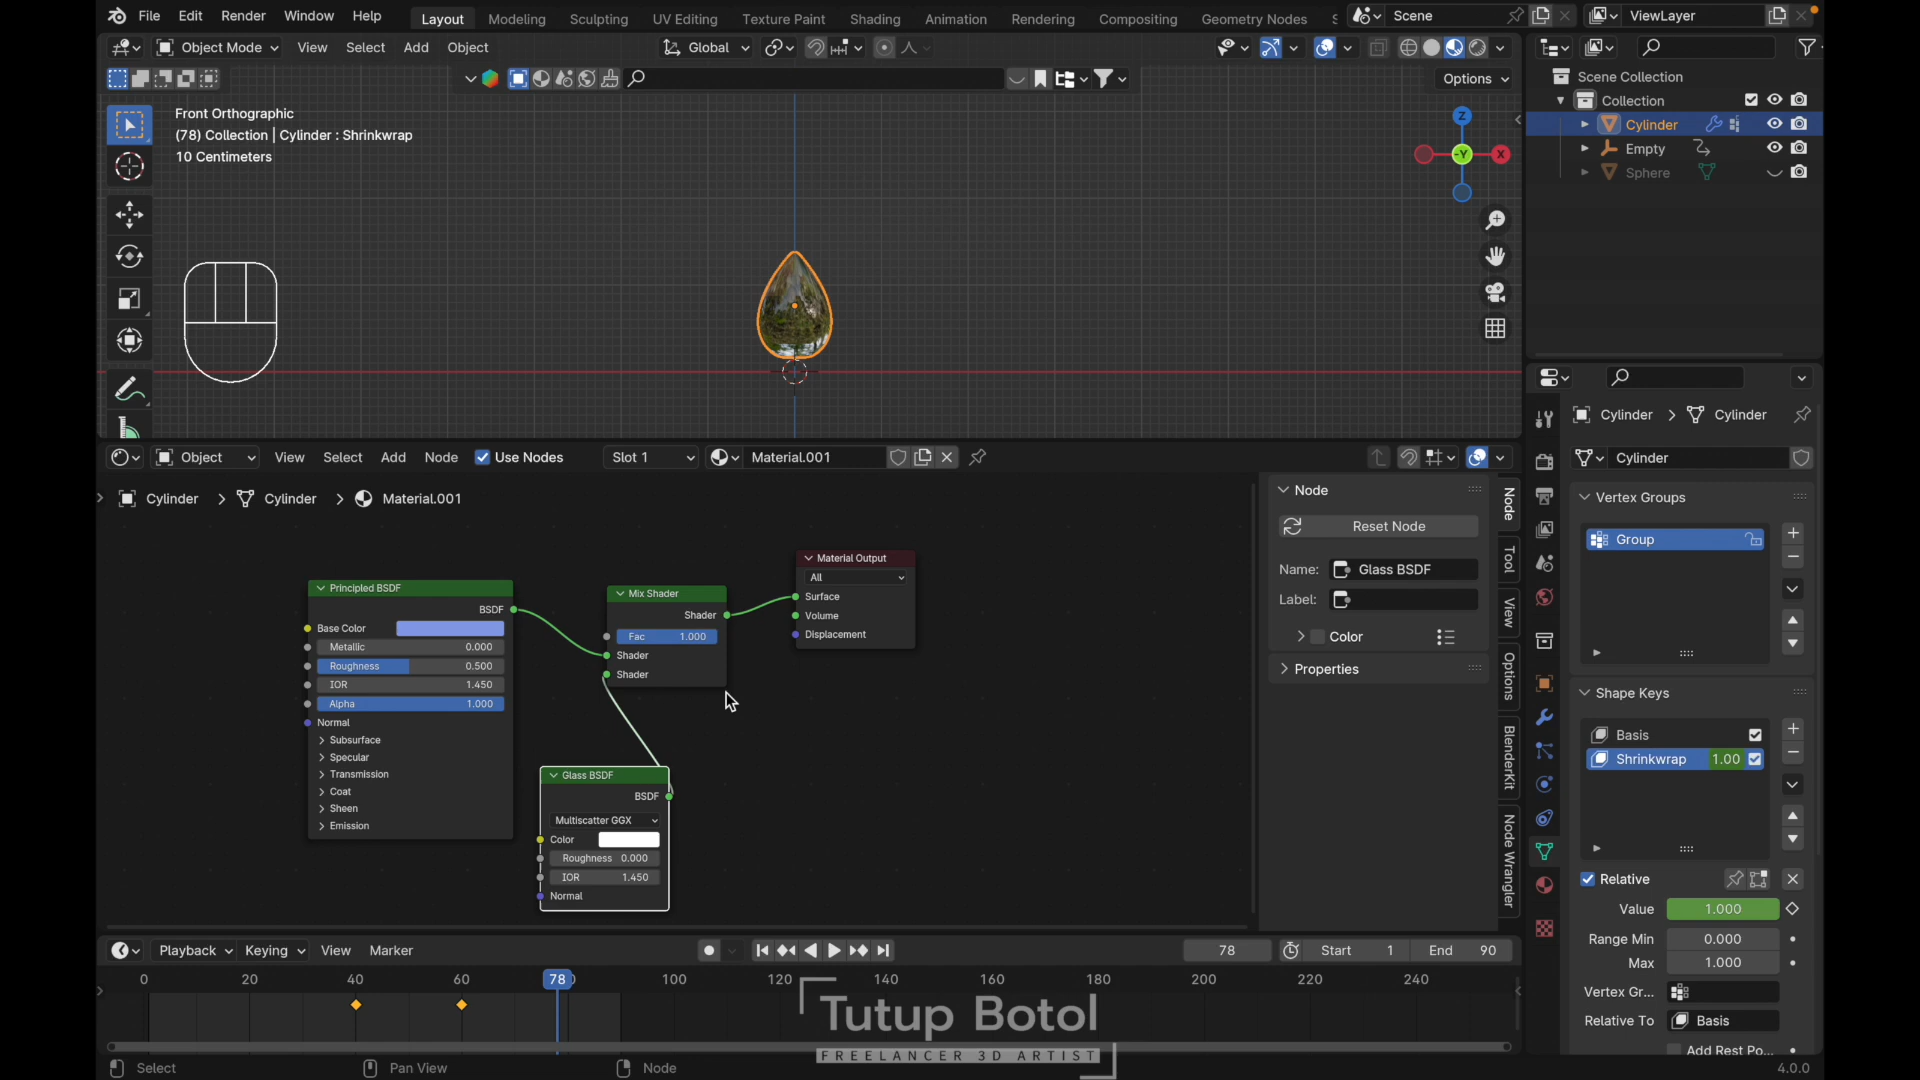 File Edit Render Window Help Layout Modeling Sculpting UV Editing Texture Paint Shading Animation Rendering Compositing Geometry Nodes Scene ViewLayer
Object Mode View Select Add Object Global
Options
Scene Collection
Collection
Cylinder
Empty
Sphere
Front Orthographic
(78) Collection | Cylinder : Shrinkwrap
10 Centimeters
Z
-Y
X
Cylinder > Cylinder
Cylinder
Vertex Groups
Group
Shape Keys
Basis
Shrinkwrap 1.00
Relative
Value 1.000
Range Min 0.000
Max 1.000
Vertex Gr...
Relative To Basis
Add Rest Po...
Object View Select Add Node Use Nodes Slot 1 Material.001
Cylinder > Cylinder > Material.001
Principled BSDF
BSDF
Base Color
Metallic 0.000
Roughness 0.500
IOR 1.450
Alpha 1.000
Normal
Subsurface
Specular
Transmission
Coat
Sheen
Emission
Mix Shader
Shader
Fac 1.000
Shader
Shader
Material Output
All
Surface
Volume
Displacement
Glass BSDF
BSDF
Multiscatter GGX
Color
Roughness 0.000
IOR 1.450
Normal
Node
Reset Node
Name: Glass BSDF
Label:
Color
Properties
Node
Tool
View
Options
BlenderKit
Node Wrangler
Playback Keying View Marker 78 Start 1 End 90
0 20 40 60 78 100 120 140 160 180 200 220 240
Tutup Botol
FREELANCER 3D ARTIST
Select Pan View Node 4.0.0